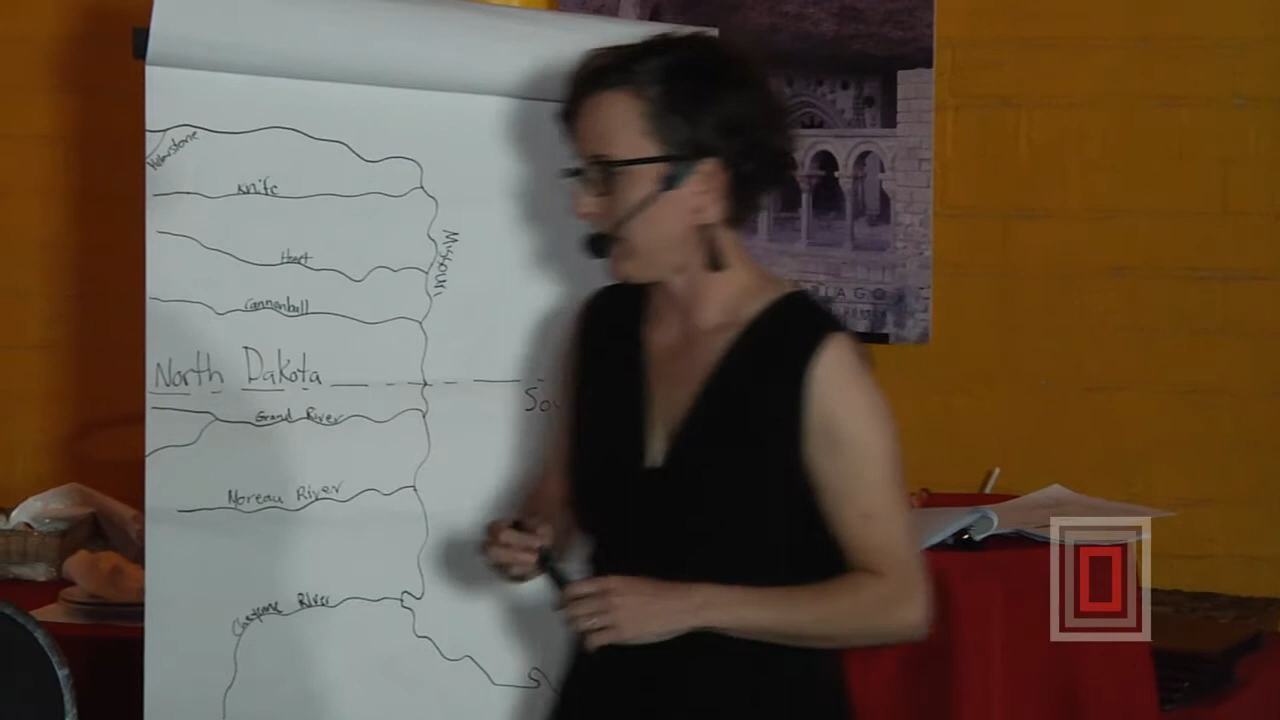 Yellowstone
Knife
Heart
Missouri
Cannonball
North Dakota
Grand River
Moreau River
Cheyenne River